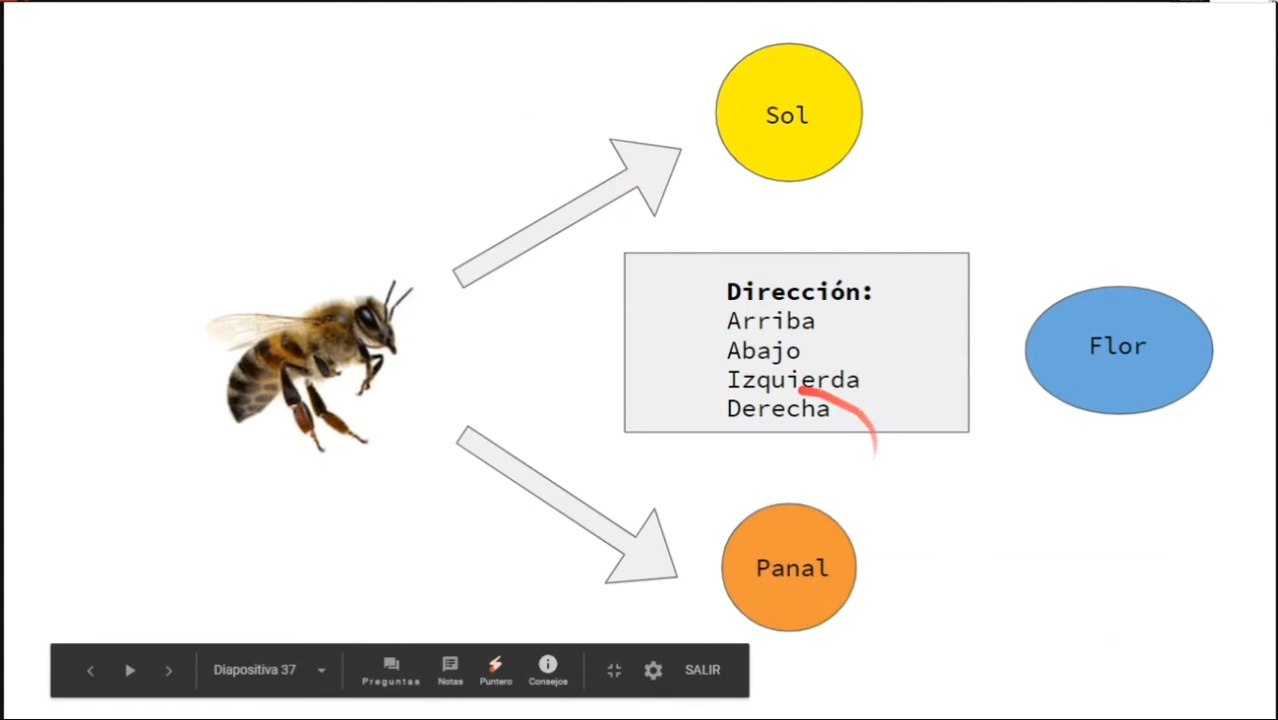 Sol
Dirección:
Arriba
Abajo
Izquierda
Derecha
Flor
Panal
Diapositiva 37
Preguntas
Notas
Puntero
Consejos
SALIR